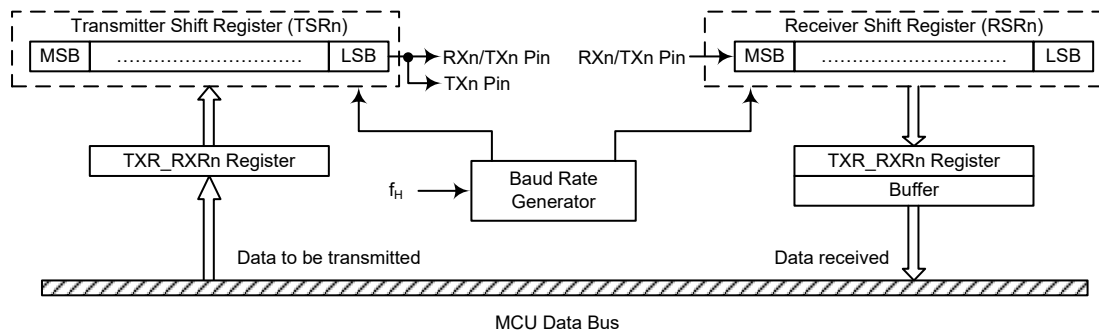 Transmitter Shift Register (TSRn)
MSB .............................. LSB
RXn/TXn Pin
TXn Pin
Receiver Shift Register (RSRn)
RXn/TXn Pin
MSB .............................. LSB
TXR_RXRn Register
Baud Rate
Generator
fH
TXR_RXRn Register
Buffer
Data to be transmitted
Data received
MCU Data Bus